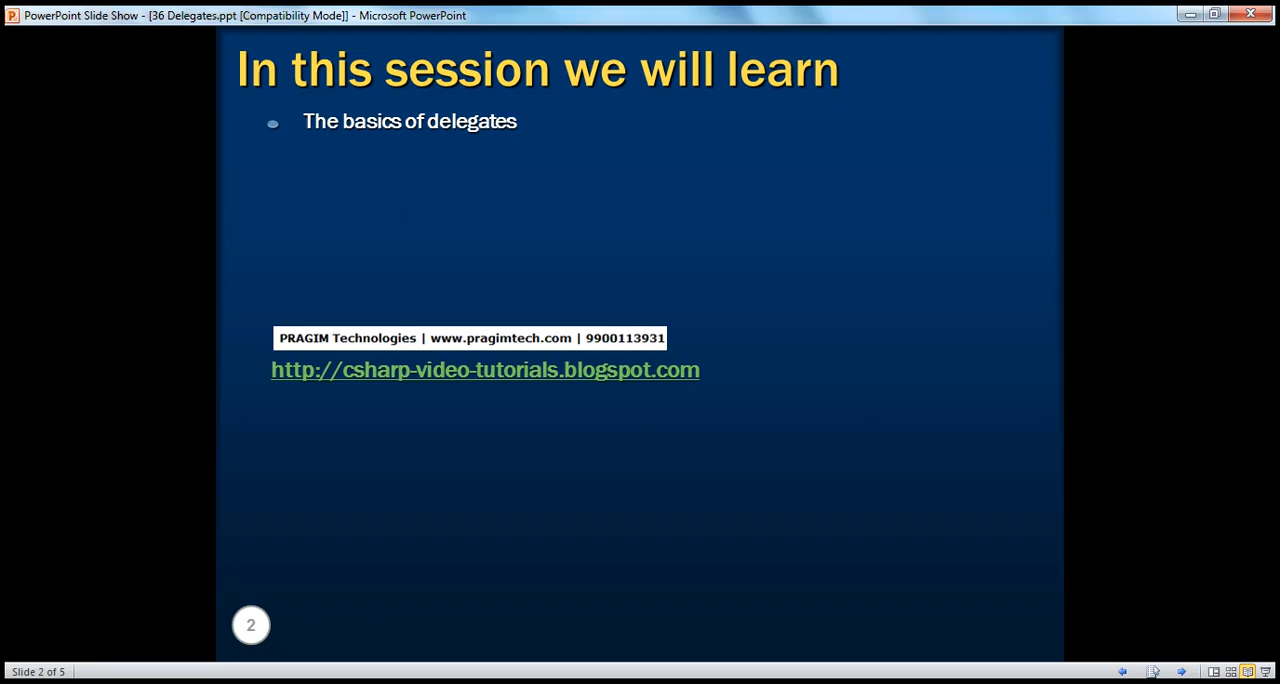 PowerPoint Slide Show - [36 Delegates.ppt [Compatibility Mode]] - Microsoft PowerPoint
In this session we will learn
The basics of delegates
PRAGIM Technologies | www.pragimtech.com | 9900113931
http://csharp-video-tutorials.blogspot.com
2
Slide 2 of 5